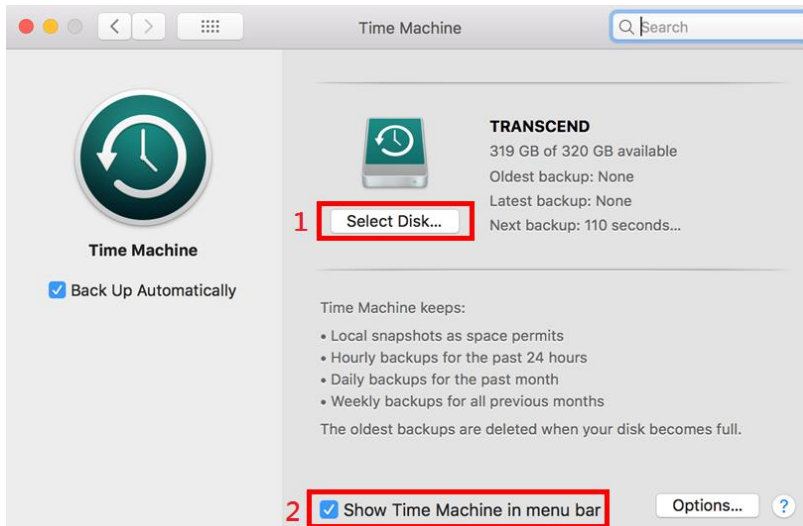 Time Machine
Search
TRANSCEND
319 GB of 320 GB available
Oldest backup: None
Latest backup: None
Next backup: 110 seconds...
1
Select Disk...
Time Machine
Back Up Automatically
Time Machine keeps:
• Local snapshots as space permits
• Hourly backups for the past 24 hours
• Daily backups for the past month
• Weekly backups for all previous months
The oldest backups are deleted when your disk becomes full.
2
Show Time Machine in menu bar
Options...
?